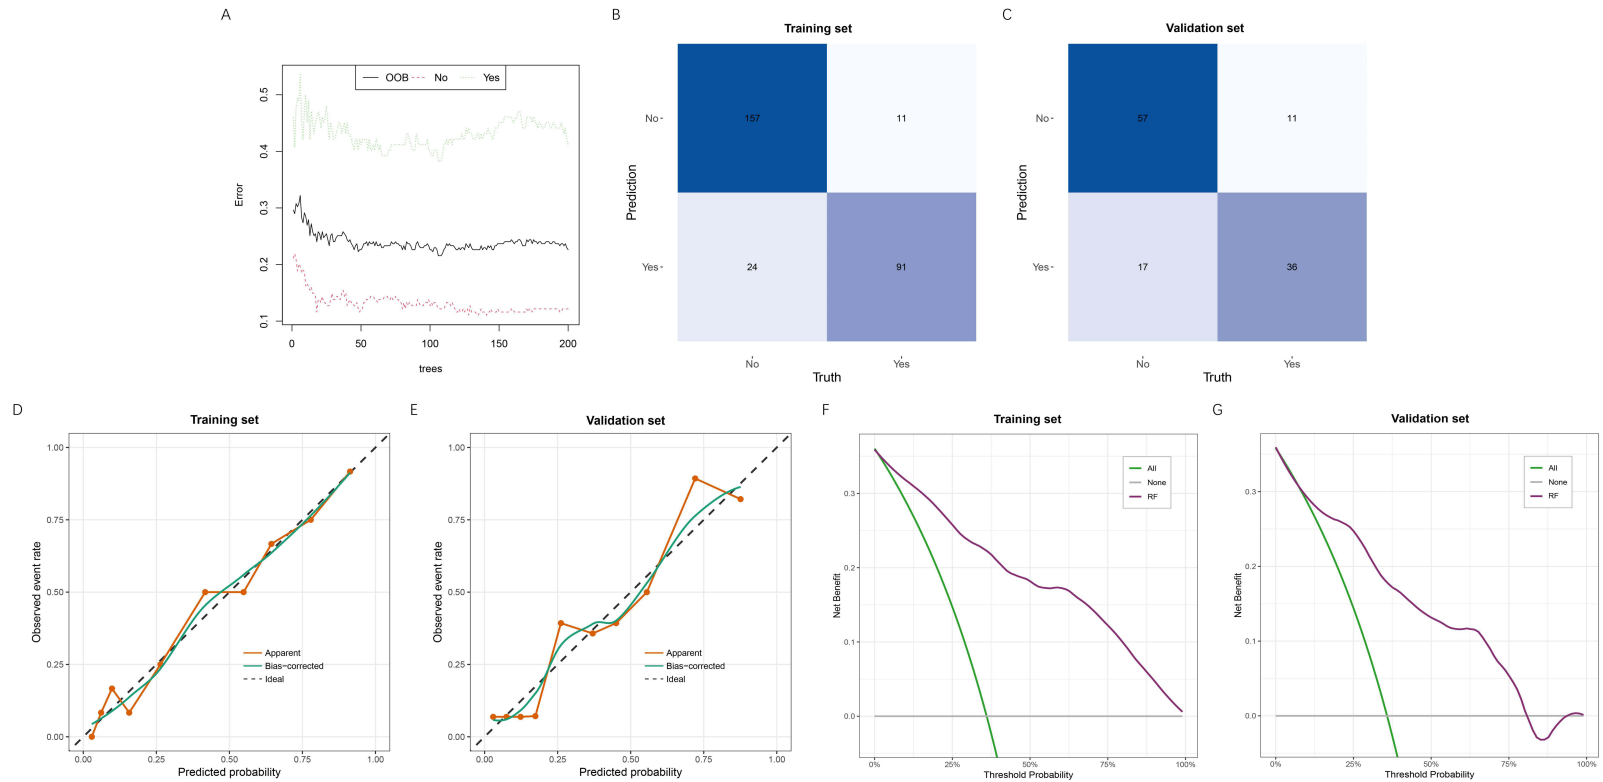 A
OOB No Yes
0.5
0.4
0.3
0.2
0.1
Error
0 50 100 150 200
trees
B
Training set
No
157 11
Yes
24 91
Prediction
No Yes
Truth
C
Validation set
No
57 11
Yes
17 36
Prediction
No Yes
Truth
D
Training set
1.00
0.75
0.50
0.25
0.00
Observed event rate
Apparent
Bias−corrected
Ideal
0.00 0.25 0.50 0.75 1.00
Predicted probability
E
Validation set
1.00
0.75
0.50
0.25
0.00
Observed event rate
Apparent
Bias−corrected
Ideal
0.00 0.25 0.50 0.75 1.00
Predicted probability
F
Training set
All
None
RF
0.3
0.2
0.1
0.0
Net Benefit
0% 25% 50% 75% 100%
Threshold Probability
G
Validation set
All
None
RF
0.3
0.2
0.1
0.0
Net Benefit
0% 25% 50% 75% 100%
Threshold Probability